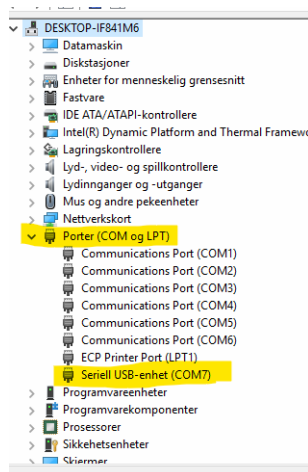 DESKTOP-IF841M6
Datamaskin
Diskstasjoner
Enheter for menneskelig grensesnitt
Fastvare
IDE ATA/ATAPI-kontrollere
Intel(R) Dynamic Platform and Thermal Framewo
Lagringskontrollere
Lyd-, video- og spillkontrollere
Lydinnganger og -utganger
Mus og andre pekeenheter
Nettverkskort
Porter (COM og LPT)
Communications Port (COM1)
Communications Port (COM2)
Communications Port (COM3)
Communications Port (COM4)
Communications Port (COM5)
Communications Port (COM6)
ECP Printer Port (LPT1)
Seriell USB-enhet (COM7)
Programvareenheter
Programvarekomponenter
Prosessorer
Sikkehetsenheter
Skjermer